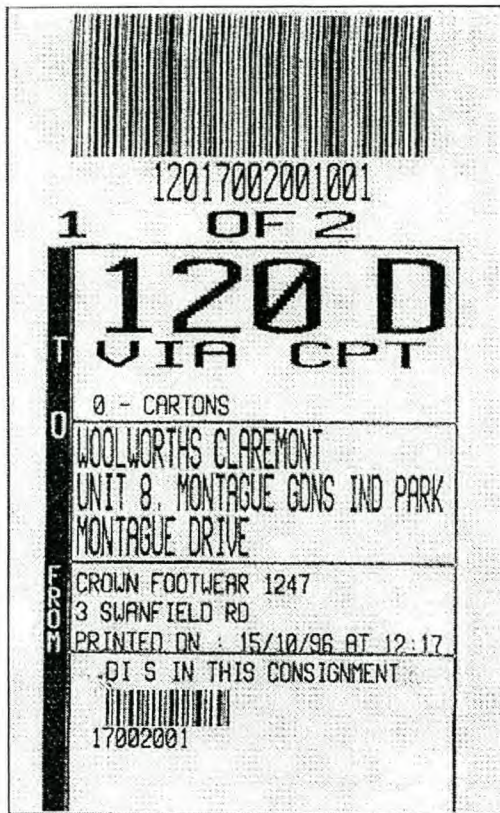 12017002001001
1 OF 2
120 D
VIA CPT
0 - CARTONS
TO
WOOLWORTHS CLAREMONT
UNIT 8, MONTAGUE GDNS IND PARK
MONTAGUE DRIVE
FROM
CROWN FOOTWEAR 1247
3 SWANFIELD RD
PRINTED ON : 15/10/96 AT 12:17
.DI S IN THIS CONSIGNMENT
17002001